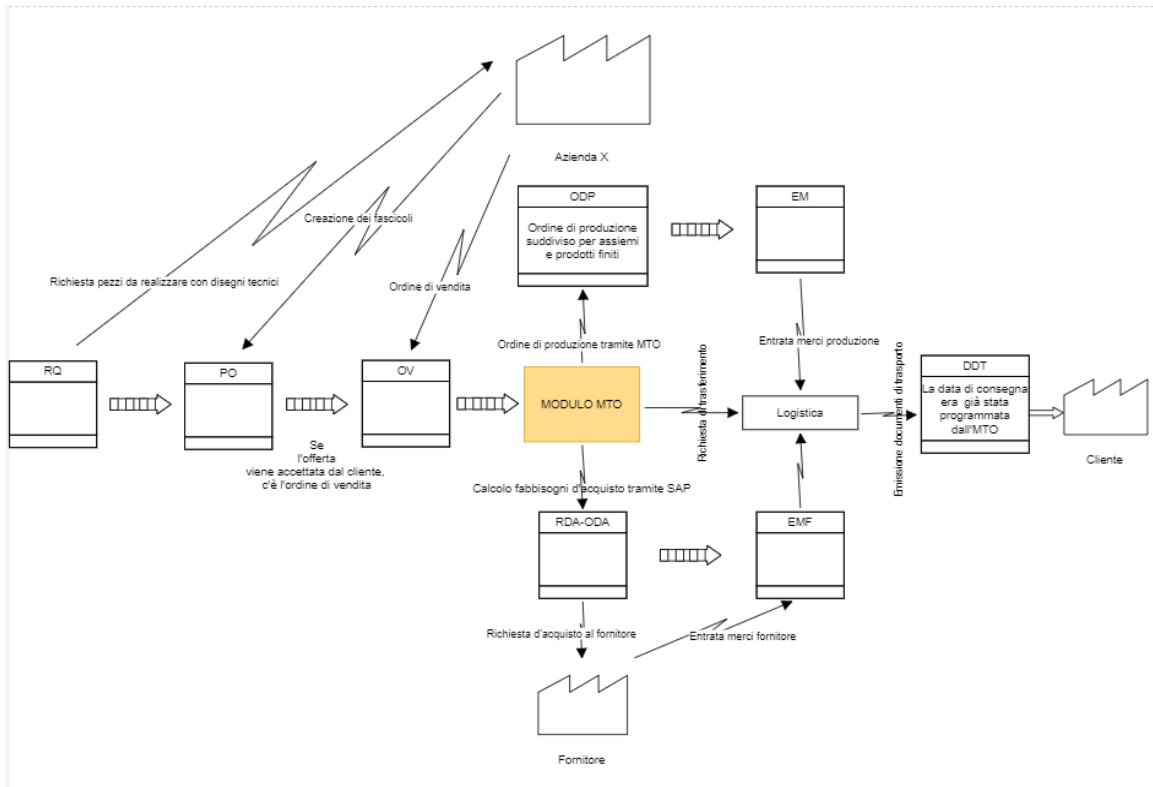 Azienda X
ODP
Ordine di produzione
suddiviso per assiemi
e prodotti finiti
EM
Creazione dei fascicoli
Richiesta pezzi da realizzare con disegni tecnici
Ordine di vendita
Ordine di produzione tramite MTO
Entrata merci produzione
RQ
PO
OV
MODULO MTO
Richiesta di trasferimento
Logistica
Emissione documenti di trasporto
DDT
La data di consegna
era già stata
programmata
dall'MTO
Cliente
Se
l'offerta
viene accettata dal cliente,
c'è l'ordine di vendita
Calcolo fabbisogni d'acquisto tramite SAP
RDA-ODA
EMF
Richiesta d'acquisto al fornitore
Entrata merci fornitore
Fornitore